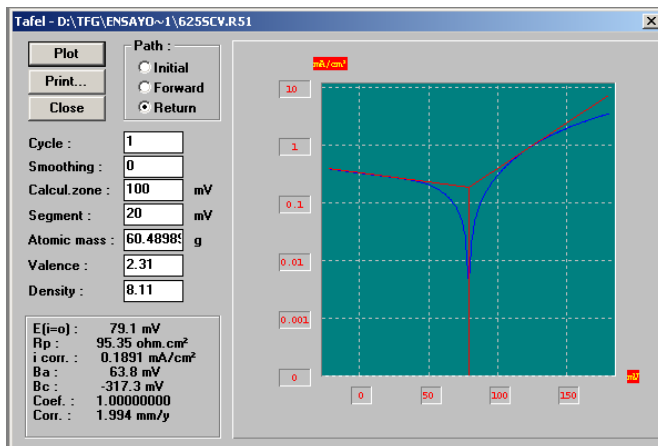 Tafel - D:\TFG\ENSAYO~1\625SCV.R51
Plot
Print...
Close
Path :
Initial
Forward
Return
Cycle : 1
Smoothing : 0
Calcul.zone : 100 mV
Segment : 20 mV
Atomic mass : 60.48989 g
Valence : 2.31
Density : 8.11
E(i=o) : 79.1 mV
Rp : 95.35 ohm.cm²
i corr. : 0.1891 mA/cm²
Ba : 63.8 mV
Bc : -317.3 mV
Coef. : 1.00000000
Corr. : 1.994 mm/y
mA/cm²
10
1
0.1
0.01
0.001
0
0 50 100 150
mV